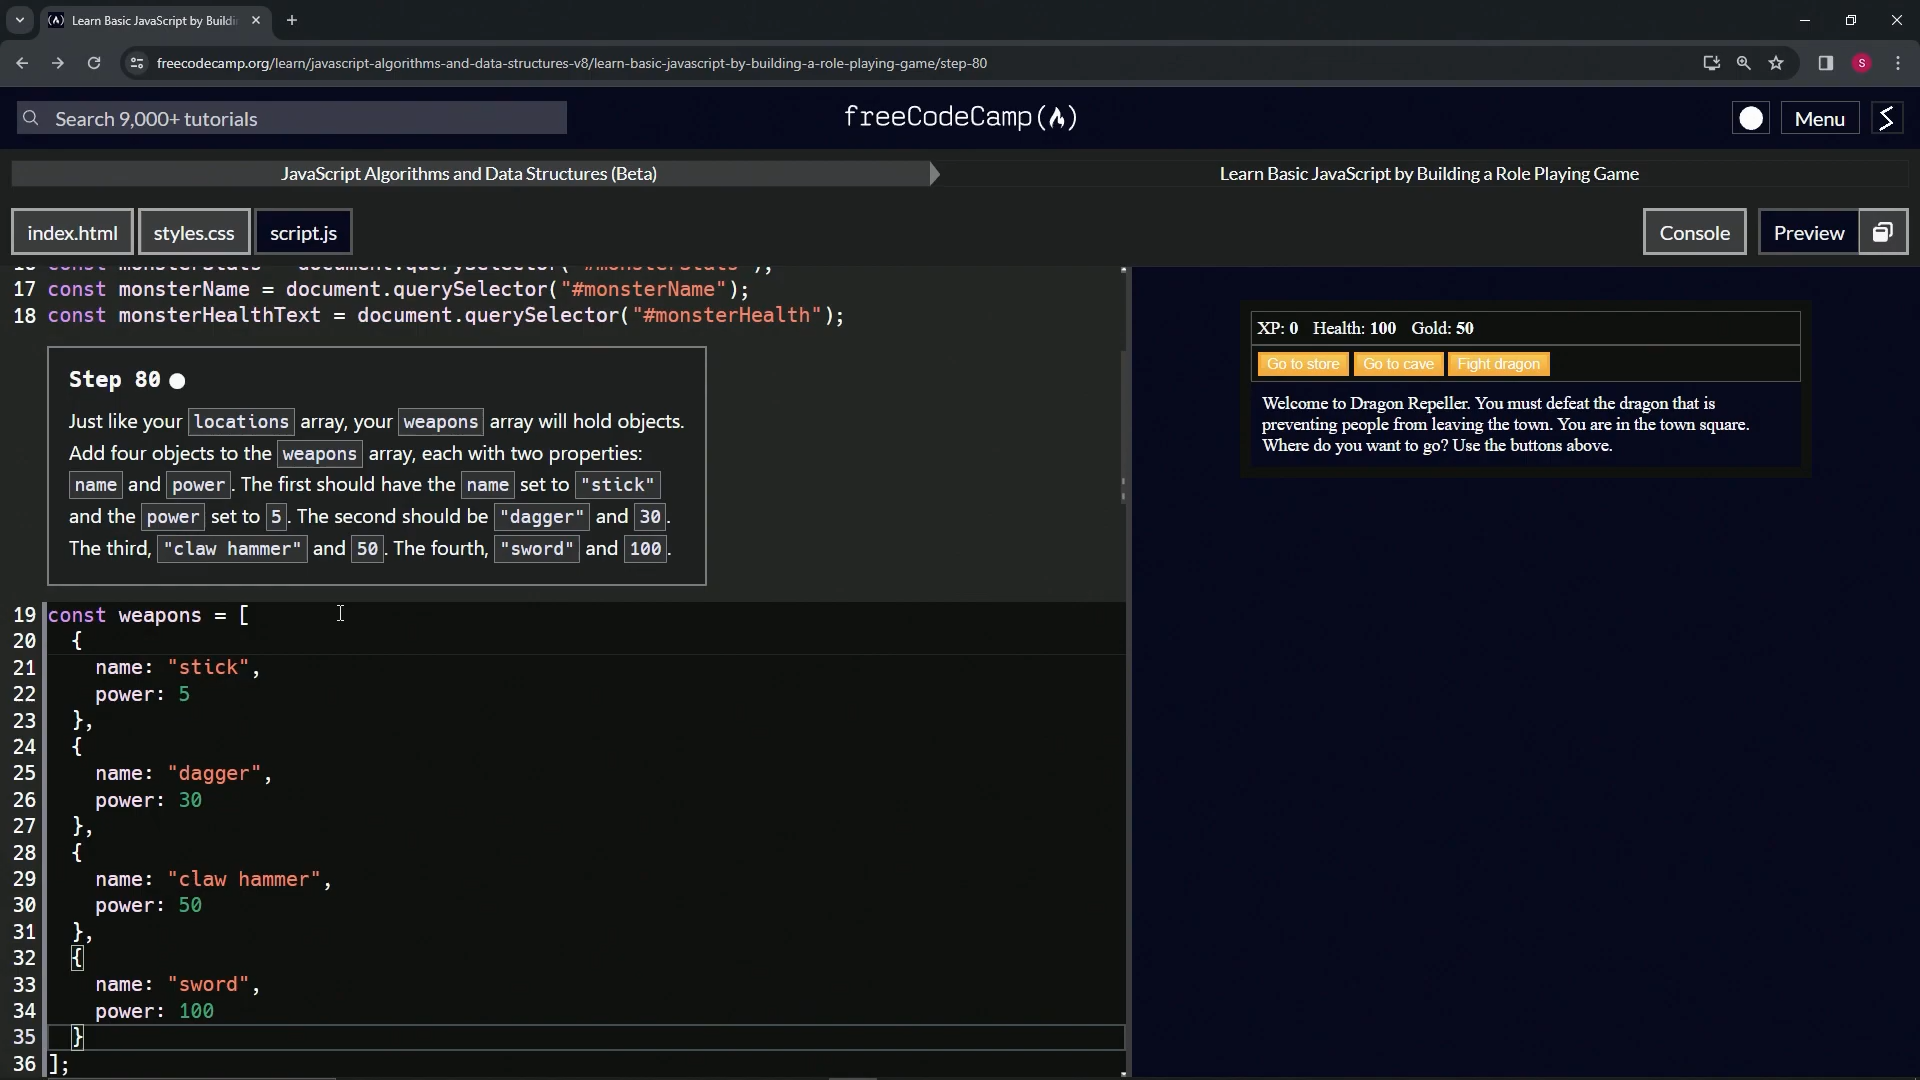 Learn Basic JavaScript by Buildi
freecodecamp.org/learn/javascript-algorithms-and-data-structures-v8/learn-basic-javascript-by-building-a-role-playing-game/step-80
S
Search 9,000+ tutorials
freeCodeCamp(🔥)
Menu
JavaScript Algorithms and Data Structures (Beta)
Learn Basic JavaScript by Building a Role Playing Game
index.html
styles.css
script.js
Console
Preview
16 const monsterStats = document.querySelector("#monsterStats");
17 const monsterName = document.querySelector("#monsterName");
18 const monsterHealthText = document.querySelector("#monsterHealth");
Step 80
Just like your locations array, your weapons array will hold objects.
Add four objects to the weapons array, each with two properties:
name and power. The first should have the name set to "stick"
and the power set to 5. The second should be "dagger" and 30.
The third, "claw hammer" and 50. The fourth, "sword" and 100.
19 const weapons = [
20 {
21 name: "stick",
22 power: 5
23 },
24 {
25 name: "dagger",
26 power: 30
27 },
28 {
29 name: "claw hammer",
30 power: 50
31 },
32 {
33 name: "sword",
34 power: 100
35 }
36 ];
XP: 0 Health: 100 Gold: 50
Go to store
Go to cave
Fight dragon
Welcome to Dragon Repeller. You must defeat the dragon that is
preventing people from leaving the town. You are in the town square.
Where do you want to go? Use the buttons above.